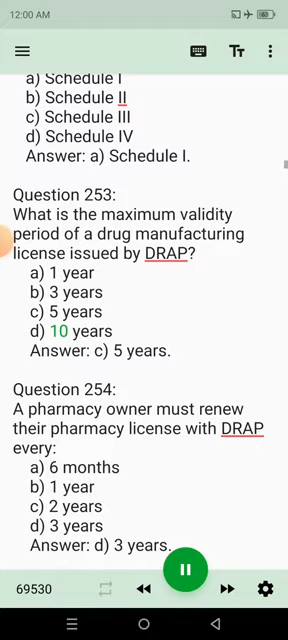 12:00 AM
a) Schedule I
b) Schedule II
c) Schedule III
d) Schedule IV
Answer: a) Schedule I.
Question 253:
What is the maximum validity
period of a drug manufacturing
license issued by DRAP?
a) 1 year
b) 3 years
c) 5 years
d) 10 years
Answer: c) 5 years.
Question 254:
A pharmacy owner must renew
their pharmacy license with DRAP
every:
a) 6 months
b) 1 year
c) 2 years
d) 3 years
Answer: d) 3 years.
69530